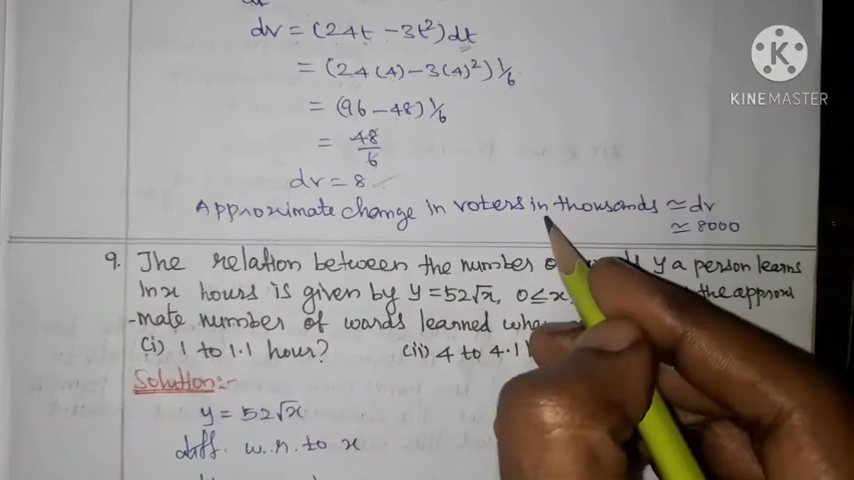 dv = (24t - 3t²)dt
= (24(4) - 3(4)²) 1/6
= (96 - 48) 1/6
= 48/6
dv = 8
Approximate change in voters in thousands ≃ dv
≃ 8000
9. The relation between the number y a person learns
in x hours is given by y = 52√x, 0 ≤ x the approxi
-mate number of words learned when
(i) 1 to 1.1 hour? (ii) 4 to 4.1
Solution:-
y = 52√x
diff. w.r. to x
K
KINEMASTER